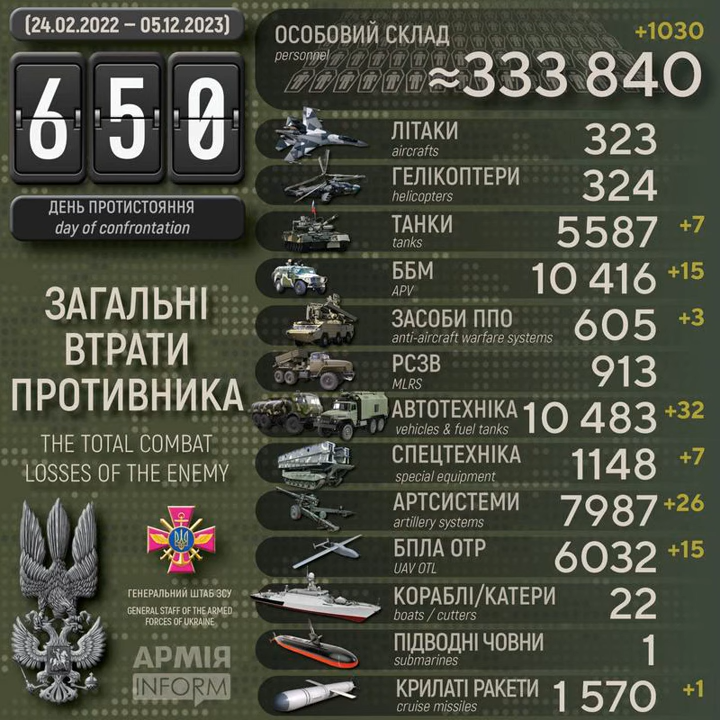 (24.02.2022 – 05.12.2023)
650
ДЕНЬ ПРОТИСТОЯННЯ
day of confrontation
ЗАГАЛЬНІ
ВТРАТИ
ПРОТИВНИКА
THE TOTAL COMBAT
LOSSES OF THE ENEMY
ГЕНЕРАЛЬНИЙ ШТАБ ЗСУ
GENERAL STAFF OF THE ARMED
FORCES OF UKRAINE
АРМІЯ
INFORM
ОСОБОВИЙ СКЛАД +1030
personnel
≈333 840
ЛІТАКИ 323
aircrafts
ГЕЛІКОПТЕРИ 324
helicopters
ТАНКИ 5587 +7
tanks
ББМ 10 416 +15
APV
ЗАСОБИ ППО 605 +3
anti-aircraft warfare systems
РСЗВ 913
MLRS
АВТОТЕХНІКА 10 483 +32
vehicles & fuel tanks
СПЕЦТЕХНІКА 1148 +7
special equipment
АРТСИСТЕМИ 7987 +26
artillery systems
БПЛА ОТР 6032 +15
UAV OTL
КОРАБЛІ/КАТЕРИ 22
boats / cutters
ПІДВОДНІ ЧОВНИ 1
submarines
КРИЛАТІ РАКЕТИ 1 570 +1
cruise missiles